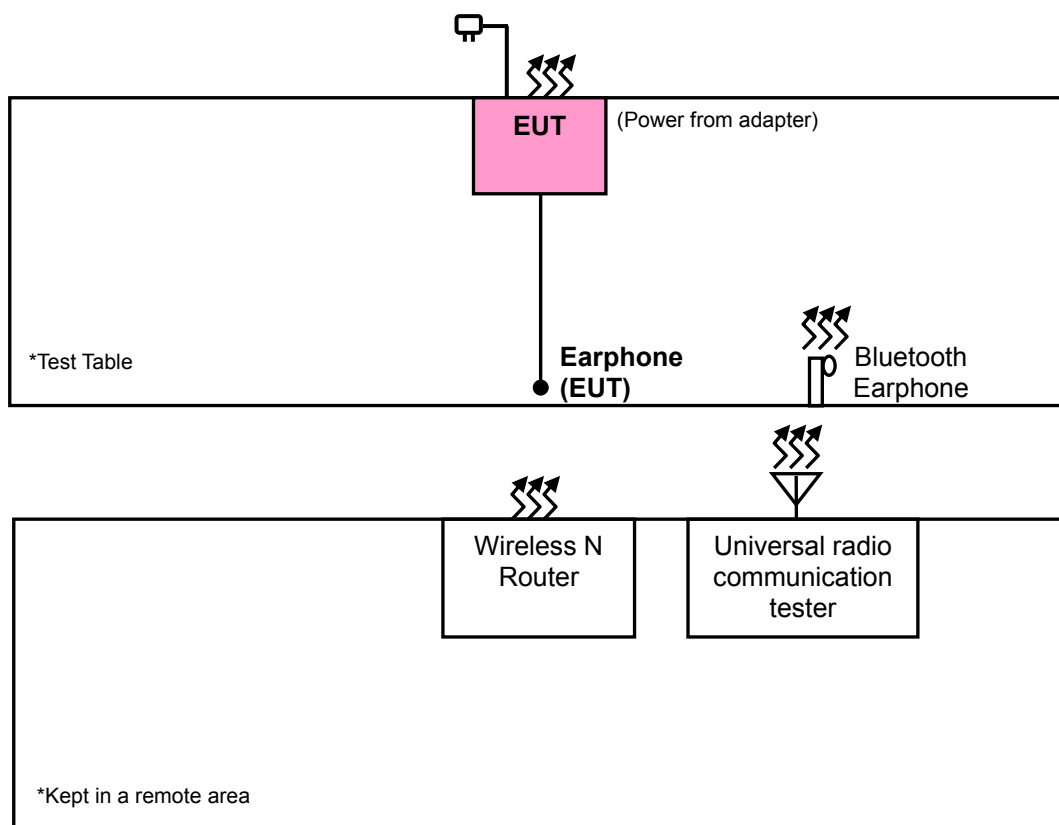 EUT
(Power from adapter)
*Test Table
Earphone
(EUT)
Bluetooth
Earphone
Wireless N
Router
Universal radio
communication
tester
*Kept in a remote area